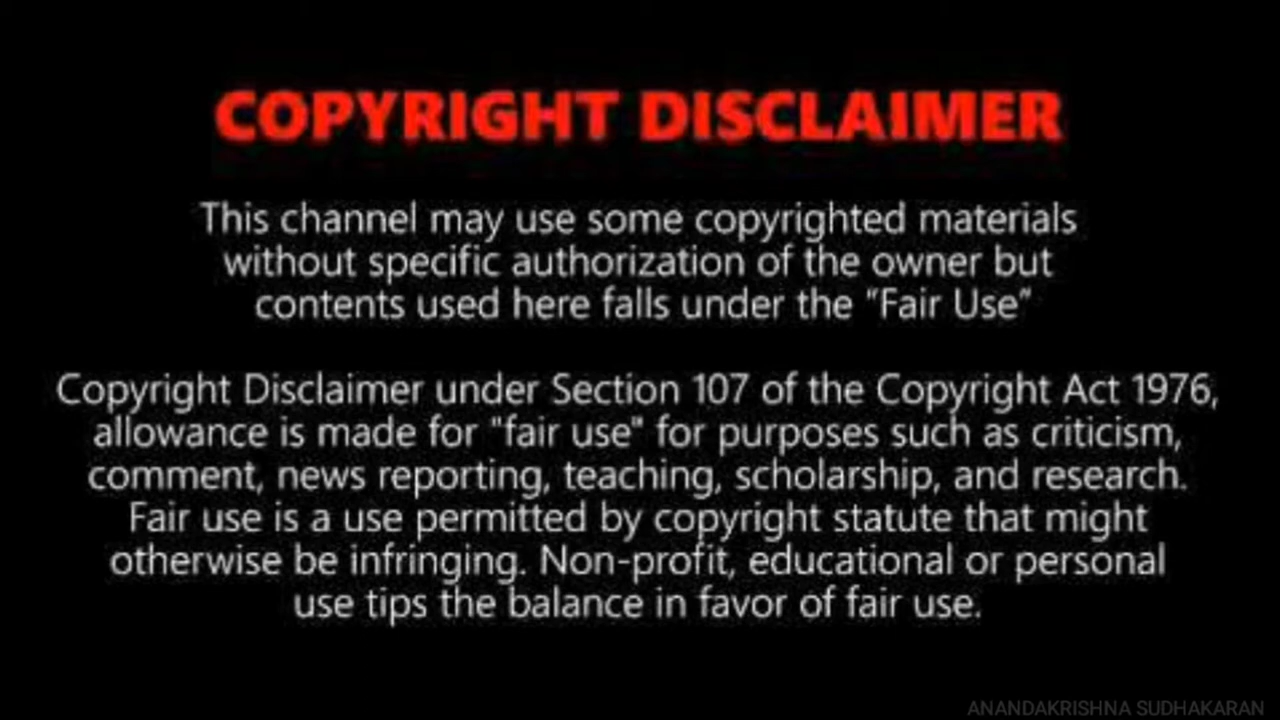 COPYRIGHT DISCLAIMER
This channel may use some copyrighted materials
without specific authorization of the owner but
contents used here falls under the “Fair Use”
Copyright Disclaimer under Section 107 of the Copyright Act 1976,
allowance is made for "fair use" for purposes such as criticism,
comment, news reporting, teaching, scholarship, and research.
Fair use is a use permitted by copyright statute that might
otherwise be infringing. Non-profit, educational or personal
use tips the balance in favor of fair use.
ANANDAKRISHNA SUDHAKARAN